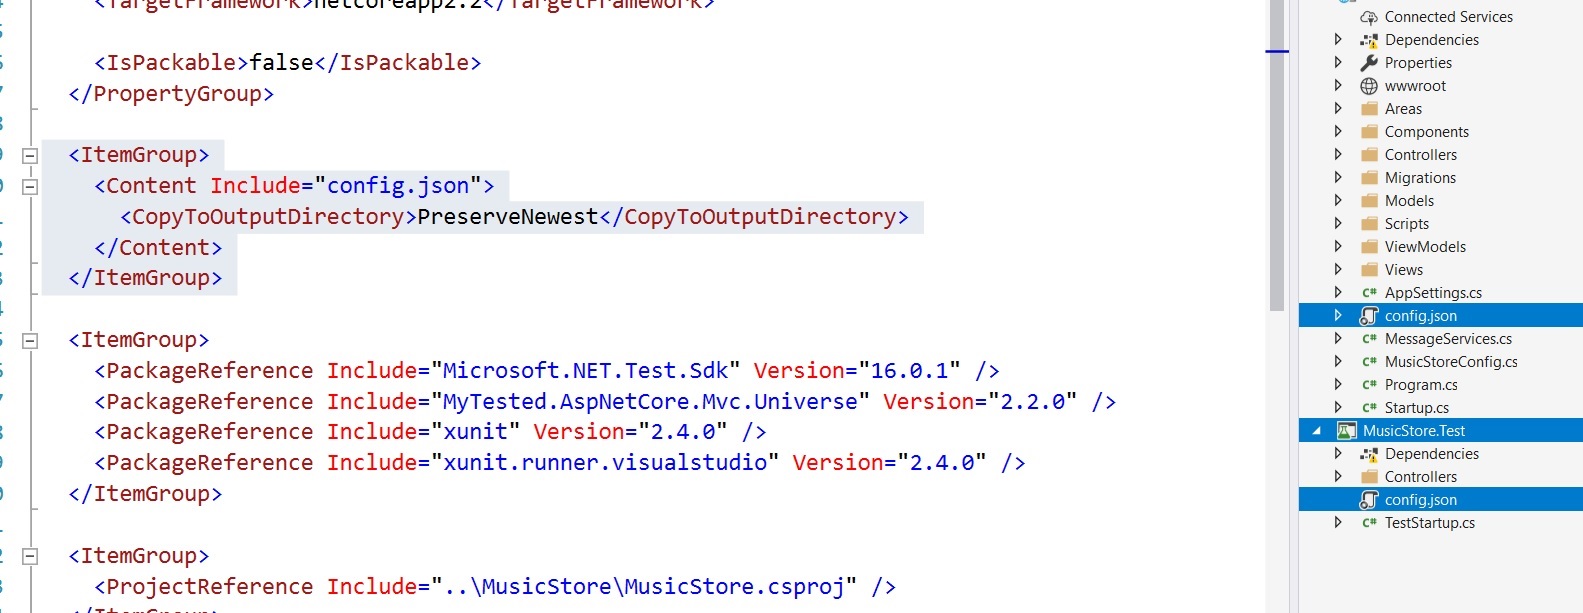 <TargetFramework>netcoreapp2.2</TargetFramework>
<IsPackable>false</IsPackable>
</PropertyGroup>
<ItemGroup>
<Content Include="config.json">
<CopyToOutputDirectory>PreserveNewest</CopyToOutputDirectory>
</Content>
</ItemGroup>
<ItemGroup>
<PackageReference Include="Microsoft.NET.Test.Sdk" Version="16.0.1" />
<PackageReference Include="MyTested.AspNetCore.Mvc.Universe" Version="2.2.0" />
<PackageReference Include="xunit" Version="2.4.0" />
<PackageReference Include="xunit.runner.visualstudio" Version="2.4.0" />
</ItemGroup>
<ItemGroup>
<ProjectReference Include="..\MusicStore\MusicStore.csproj" />
</ItemGroup>
Connected Services
Dependencies
Properties
wwwroot
Areas
Components
Controllers
Migrations
Models
Scripts
ViewModels
Views
C# AppSettings.cs
config.json
C# MessageServices.cs
C# MusicStoreConfig.cs
C# Program.cs
C# Startup.cs
MusicStore.Test
Dependencies
Controllers
config.json
C# TestStartup.cs